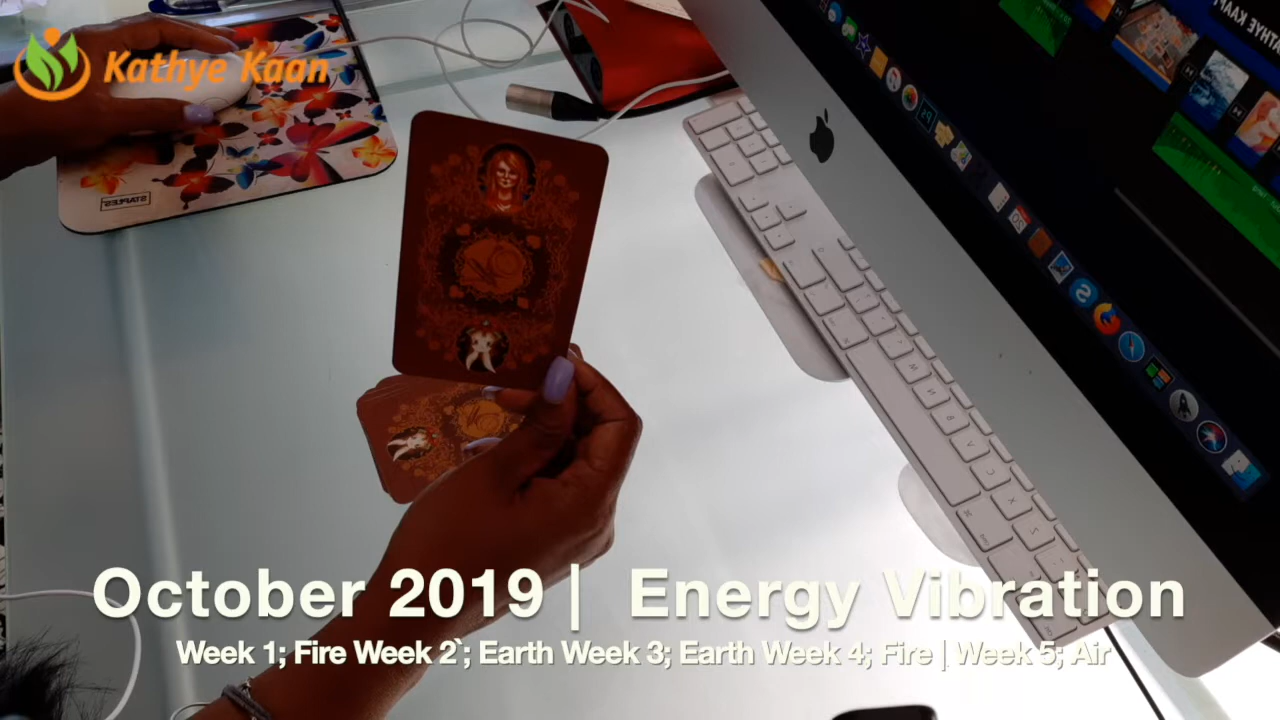 Kathye Kaan
STAPLES
October 2019 | Energy Vibration
Week 1; Fire Week 2`; Earth Week 3; Earth Week 4; Fire | Week 5; Air